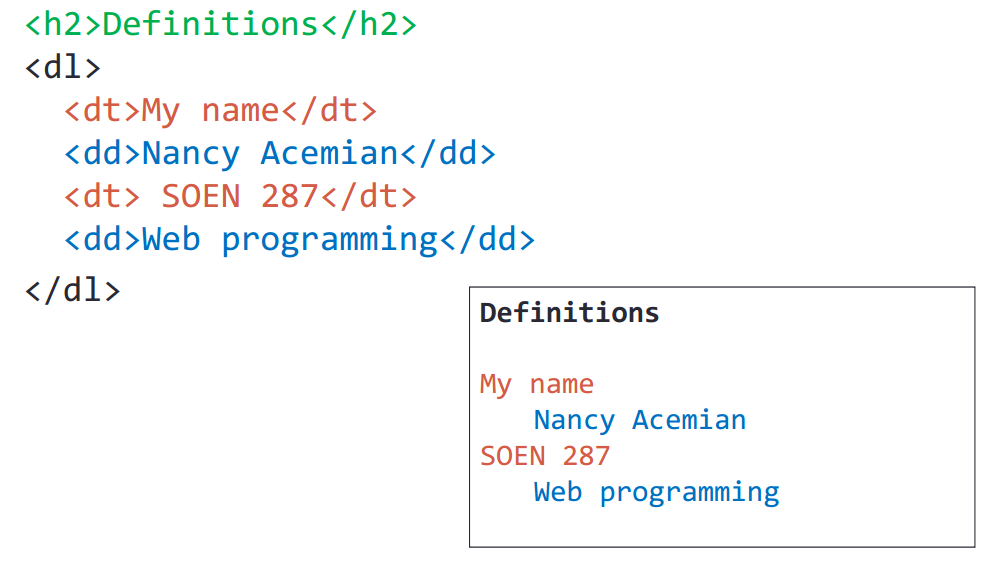 <h2>Definitions</h2>
<dl>
<dt>My name</dt>
<dd>Nancy Acemian</dd>
<dt> SOEN 287</dt>
<dd>Web programming</dd>
</dl>
Definitions
My name
Nancy Acemian
SOEN 287
Web programming